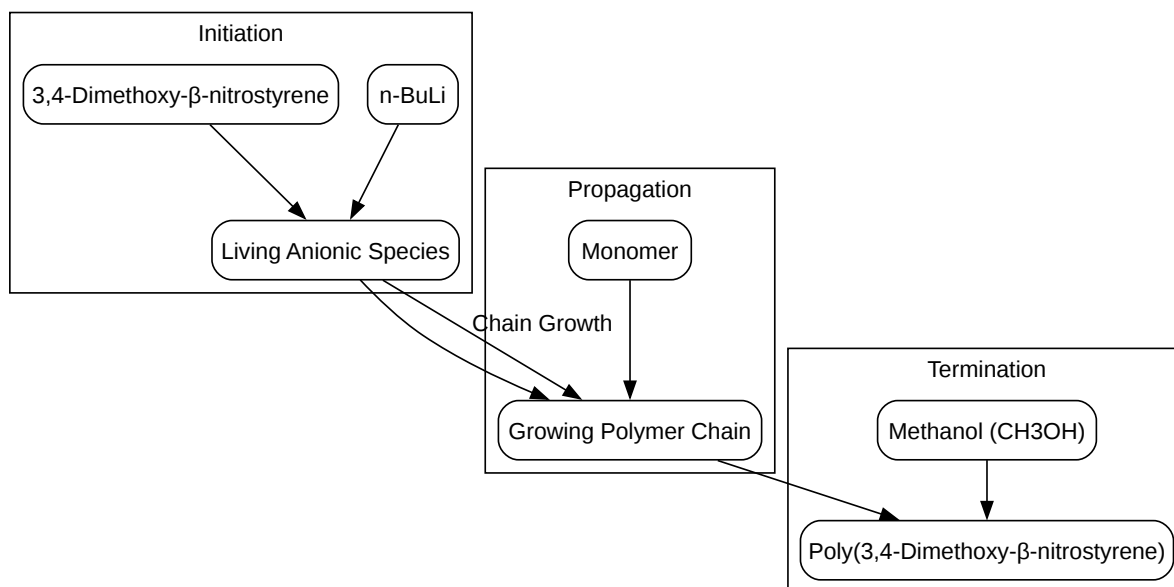 Initiation
3,4-Dimethoxy-β-nitrostyrene
n-BuLi
Living Anionic Species
Propagation
Monomer
Chain Growth
Growing Polymer Chain
Termination
Methanol (CH3OH)
Poly(3,4-Dimethoxy-β-nitrostyrene)